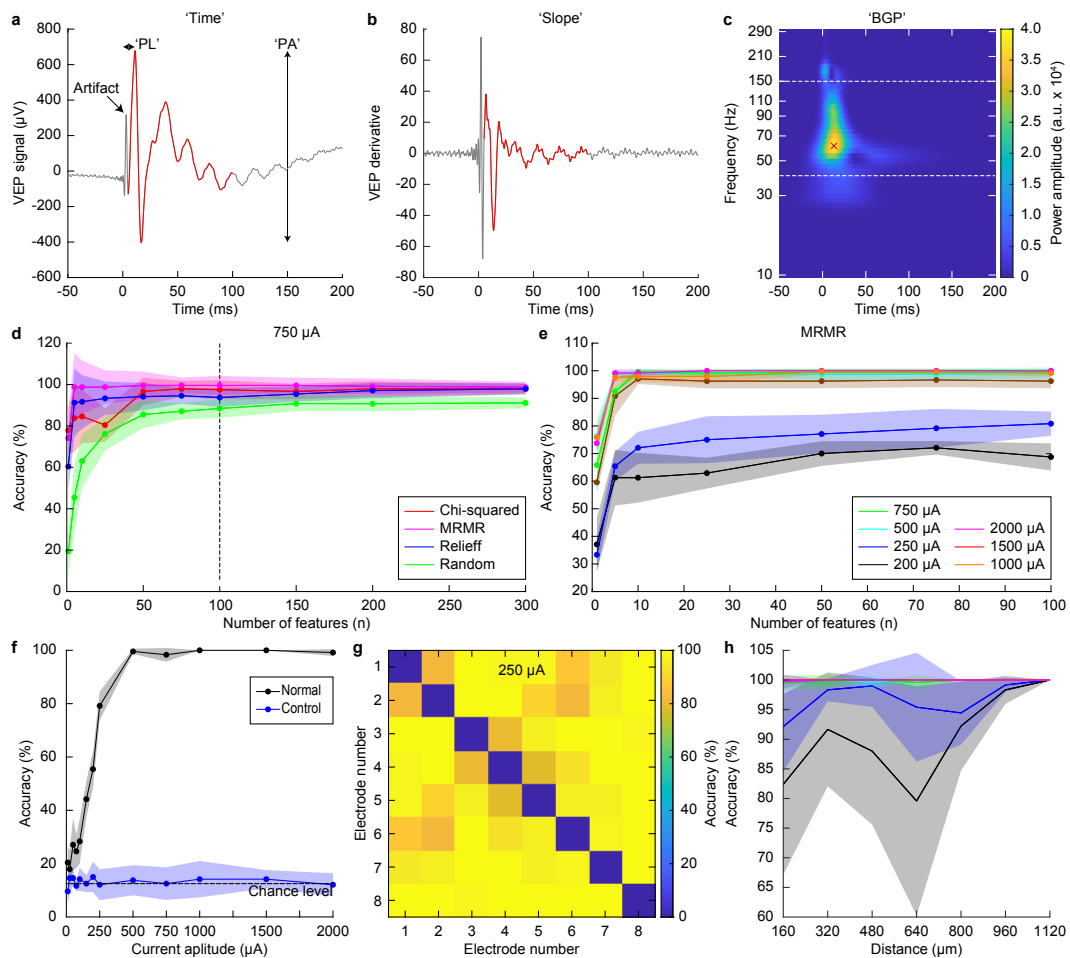 a
‘Time’
‘PL’
‘PA’
Artifact
VEP signal (µV)
800
600
400
200
0
-200
-400
-600
-50 0 50 100 150 200
Time (ms)
b
‘Slope’
VEP derivative
80
60
40
20
0
-20
-40
-60
-80
-50 0 50 100 150 200
Time (ms)
c
‘BGP’
Frequency (Hz)
290
210
150
110
90
70
50
30
10
-50 0 50 100 150 200
Time (ms)
4.0
3.5
3.0
2.5
2.0
1.5
1.0
0.5
0
Power amplitude (a.u. x 10⁴)
d
750 µA
Accuracy (%)
120
100
80
60
40
20
0
0 50 100 150 200 250 300
Number of features (n)
Chi-squared
MRMR
Relieff
Random
e
MRMR
Accuracy (%)
110
100
90
80
70
60
50
40
30
20
0 10 20 30 40 50 60 70 80 90 100
Number of features (n)
750 µA
500 µA 2000 µA
250 µA 1500 µA
200 µA 1000 µA
f
Accuracy (%)
100
80
60
40
20
0
0 250 500 750 1000 1250 1500 1750 2000
Current aplitude (µA)
Normal
Control
Chance level
g
250 µA
Electrode number
1
2
3
4
5
6
7
8
1 2 3 4 5 6 7 8
Electrode number
100
80
60
40
20
0
Accuracy (%)
h
Accuracy (%)
105
100
95
90
85
80
75
70
65
60
160 320 480 640 800 960 1120
Distance (µm)